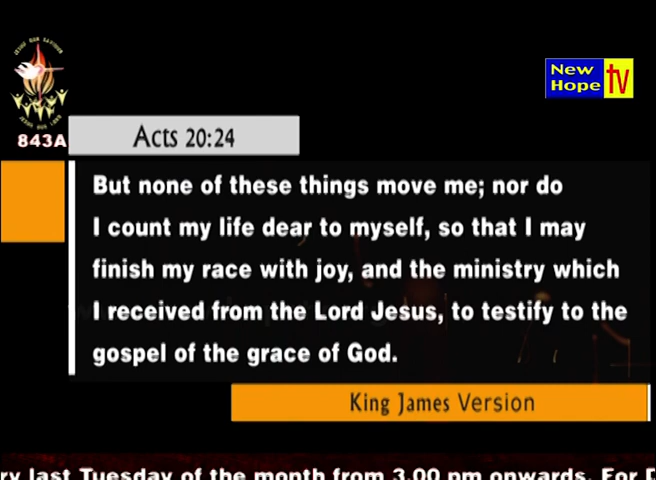 New
Hope tv
843A
Acts 20:24
But none of these things move me; nor do
I count my life dear to myself, so that I may
finish my race with joy, and the ministry which
I received from the Lord Jesus, to testify to the
gospel of the grace of God.
King James Version
ry last Tuesday of the month from 3.00 pm onwards. For